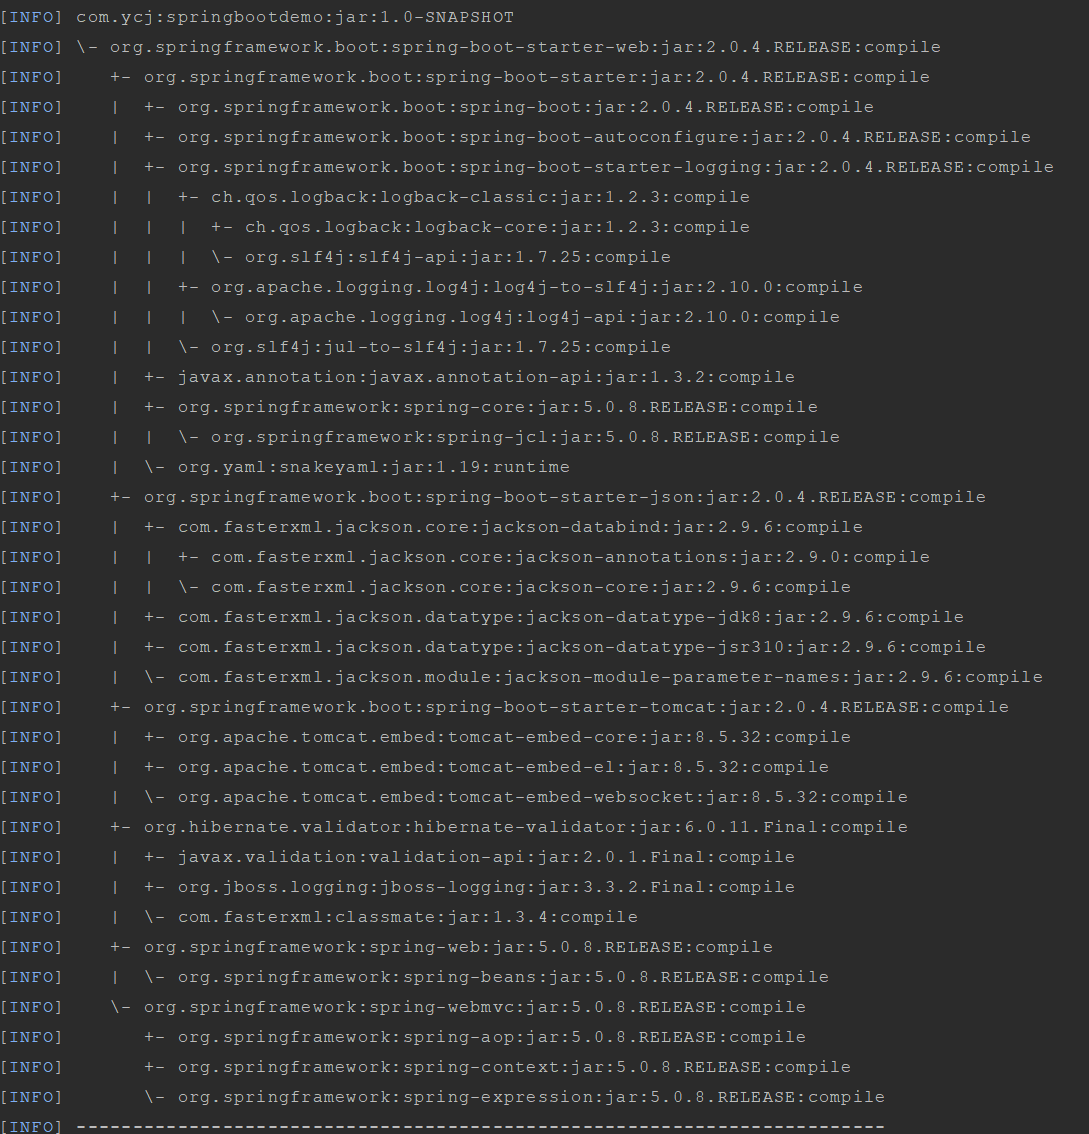 [INFO] com.ycj:springbootdemo:jar:1.0-SNAPSHOT
[INFO] \- org.springframework.boot:spring-boot-starter-web:jar:2.0.4.RELEASE:compile
[INFO]    +- org.springframework.boot:spring-boot-starter:jar:2.0.4.RELEASE:compile
[INFO]    |  +- org.springframework.boot:spring-boot:jar:2.0.4.RELEASE:compile
[INFO]    |  +- org.springframework.boot:spring-boot-autoconfigure:jar:2.0.4.RELEASE:compile
[INFO]    |  +- org.springframework.boot:spring-boot-starter-logging:jar:2.0.4.RELEASE:compile
[INFO]    |  |  +- ch.qos.logback:logback-classic:jar:1.2.3:compile
[INFO]    |  |  |  +- ch.qos.logback:logback-core:jar:1.2.3:compile
[INFO]    |  |  |  \- org.slf4j:slf4j-api:jar:1.7.25:compile
[INFO]    |  |  +- org.apache.logging.log4j:log4j-to-slf4j:jar:2.10.0:compile
[INFO]    |  |  |  \- org.apache.logging.log4j:log4j-api:jar:2.10.0:compile
[INFO]    |  |  \- org.slf4j:jul-to-slf4j:jar:1.7.25:compile
[INFO]    |  +- javax.annotation:javax.annotation-api:jar:1.3.2:compile
[INFO]    |  +- org.springframework:spring-core:jar:5.0.8.RELEASE:compile
[INFO]    |  |  \- org.springframework:spring-jcl:jar:5.0.8.RELEASE:compile
[INFO]    |  \- org.yaml:snakeyaml:jar:1.19:runtime
[INFO]    +- org.springframework.boot:spring-boot-starter-json:jar:2.0.4.RELEASE:compile
[INFO]    |  +- com.fasterxml.jackson.core:jackson-databind:jar:2.9.6:compile
[INFO]    |  |  +- com.fasterxml.jackson.core:jackson-annotations:jar:2.9.0:compile
[INFO]    |  |  \- com.fasterxml.jackson.core:jackson-core:jar:2.9.6:compile
[INFO]    |  +- com.fasterxml.jackson.datatype:jackson-datatype-jdk8:jar:2.9.6:compile
[INFO]    |  +- com.fasterxml.jackson.datatype:jackson-datatype-jsr310:jar:2.9.6:compile
[INFO]    |  \- com.fasterxml.jackson.module:jackson-module-parameter-names:jar:2.9.6:compile
[INFO]    +- org.springframework.boot:spring-boot-starter-tomcat:jar:2.0.4.RELEASE:compile
[INFO]    |  +- org.apache.tomcat.embed:tomcat-embed-core:jar:8.5.32:compile
[INFO]    |  +- org.apache.tomcat.embed:tomcat-embed-el:jar:8.5.32:compile
[INFO]    |  \- org.apache.tomcat.embed:tomcat-embed-websocket:jar:8.5.32:compile
[INFO]    +- org.hibernate.validator:hibernate-validator:jar:6.0.11.Final:compile
[INFO]    |  +- javax.validation:validation-api:jar:2.0.1.Final:compile
[INFO]    |  +- org.jboss.logging:jboss-logging:jar:3.3.2.Final:compile
[INFO]    |  \- com.fasterxml:classmate:jar:1.3.4:compile
[INFO]    +- org.springframework:spring-web:jar:5.0.8.RELEASE:compile
[INFO]    |  \- org.springframework:spring-beans:jar:5.0.8.RELEASE:compile
[INFO]    \- org.springframework:spring-webmvc:jar:5.0.8.RELEASE:compile
[INFO]       +- org.springframework:spring-aop:jar:5.0.8.RELEASE:compile
[INFO]       +- org.springframework:spring-context:jar:5.0.8.RELEASE:compile
[INFO]       \- org.springframework:spring-expression:jar:5.0.8.RELEASE:compile
[INFO] ------------------------------------------------------------------------